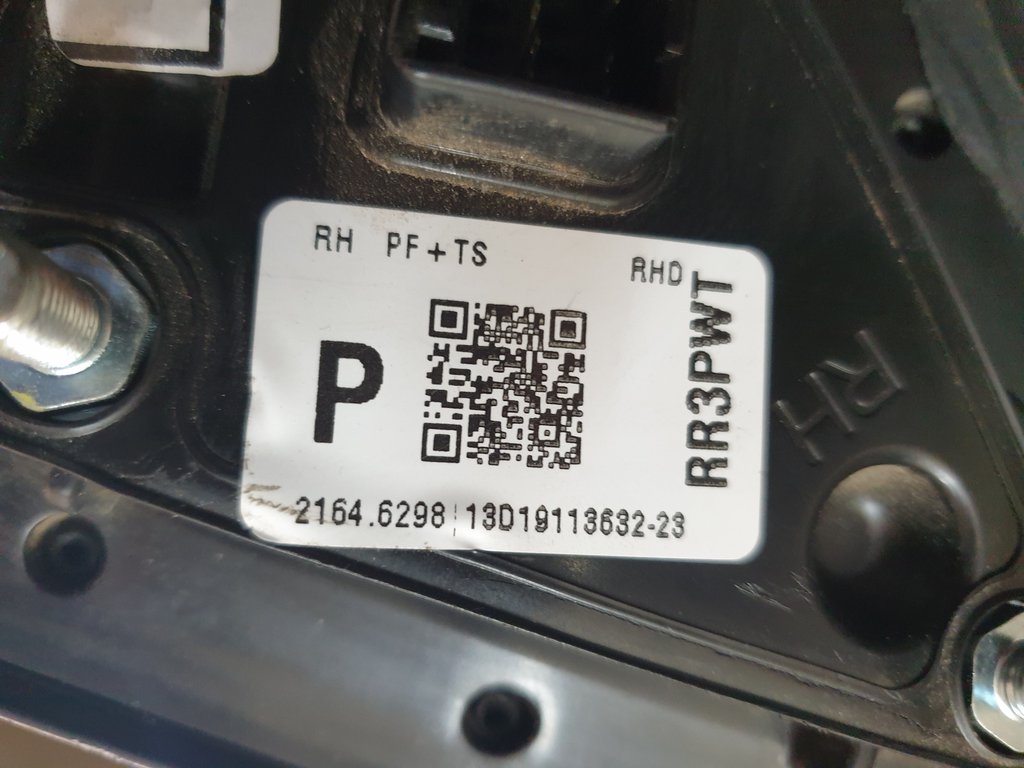 RH PF+TS
RHD
P
RR3PWT
2164.6298 13D19113632-23
RH